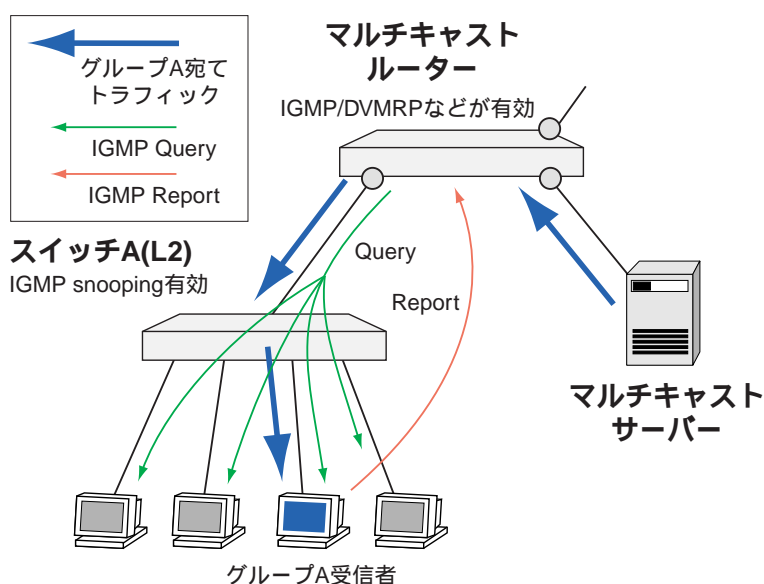 グループA宛て
トラフィック
IGMP Query
IGMP Report
マルチキャスト
ルーター
IGMP/DVMRPなどが有効
スイッチA(L2)
IGMP snooping有効
Query
Report
マルチキャスト
サーバー
グループA受信者